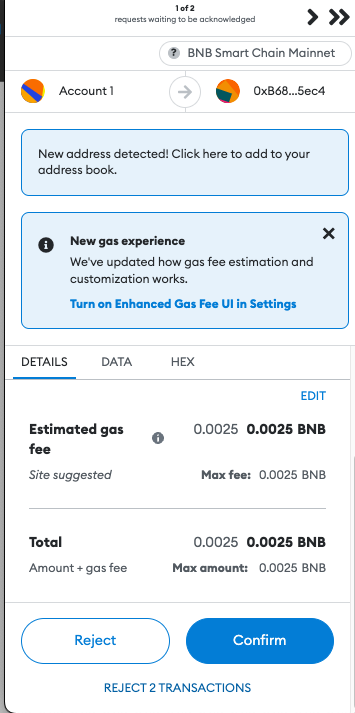 1 of 2
requests waiting to be acknowledged
? BNB Smart Chain Mainnet
Account 1
0xB68...5ec4
New address detected! Click here to add to your
address book.
New gas experience
We've updated how gas fee estimation and
customization works.
Turn on Enhanced Gas Fee UI in Settings
DETAILS DATA HEX
EDIT
Estimated gas
fee
0.0025 0.0025 BNB
Site suggested
Max fee: 0.0025 BNB
Total 0.0025 0.0025 BNB
Amount + gas fee Max amount: 0.0025 BNB
Reject Confirm
REJECT 2 TRANSACTIONS